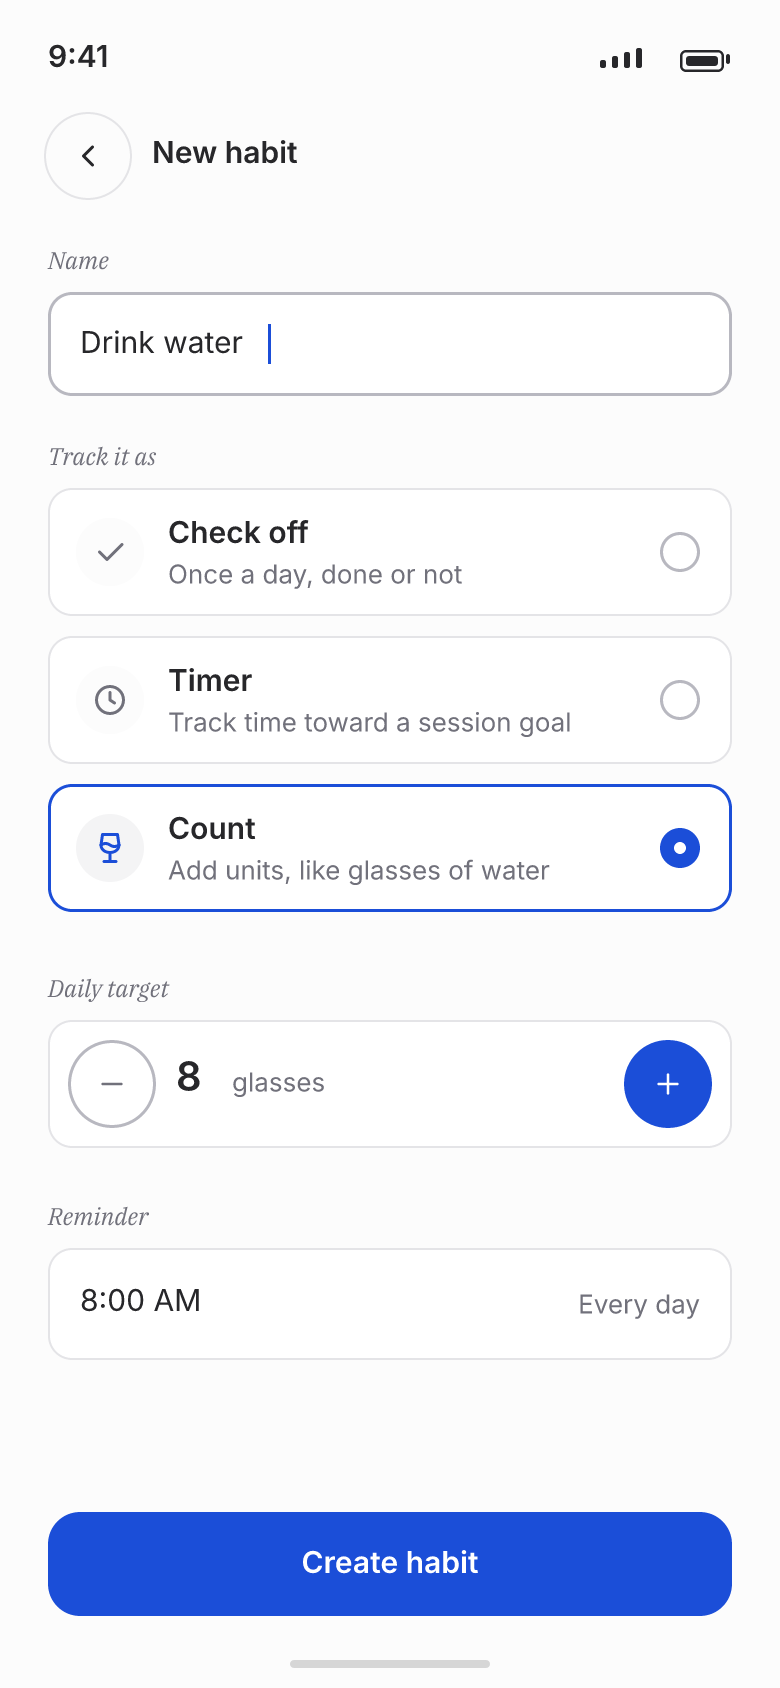 9:41
New habit
Name
Drink water
Track it as
Check off
Once a day, done or not
Timer
Track time toward a session goal
Count
Add units, like glasses of water
Daily target
8 glasses
Reminder
8:00 AM Every day
Create habit